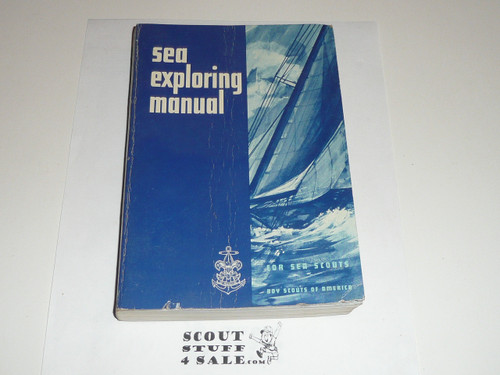 sea
exploring
manual
FOR SEA SCOUTS
BOY SCOUTS OF AMERICA
SCOUT
STUFF
4 SALE.COM